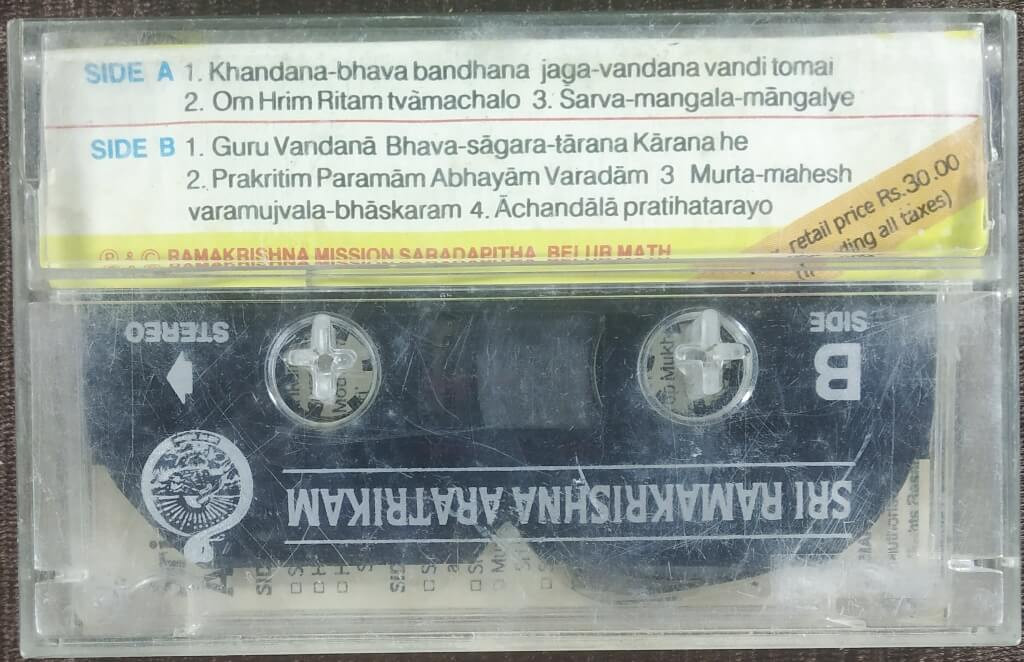 SIDE A 1. Khandana-bhava bandhana jaga-vandana vandi tomai
2. Om Hrim Ritam tvàmachalo 3. Sarva-mangala-māngalye
SIDE B 1. Guru Vandanā Bhava-sāgara-tārana Kārana he
2. Prakritim Paramām Abhayām Varadām 3 Murta-mahesh
varamujvala-bhāskaram 4. Āchandālā pratihatarayo
retail price Rs.30.00
all taxes)
℗ & © RAMAKRISHNA MISSION SARADAPITHA, BELUR MATH
STEREO
SIDE
B
SRI RAMAKRISHNA ARATRIKAM